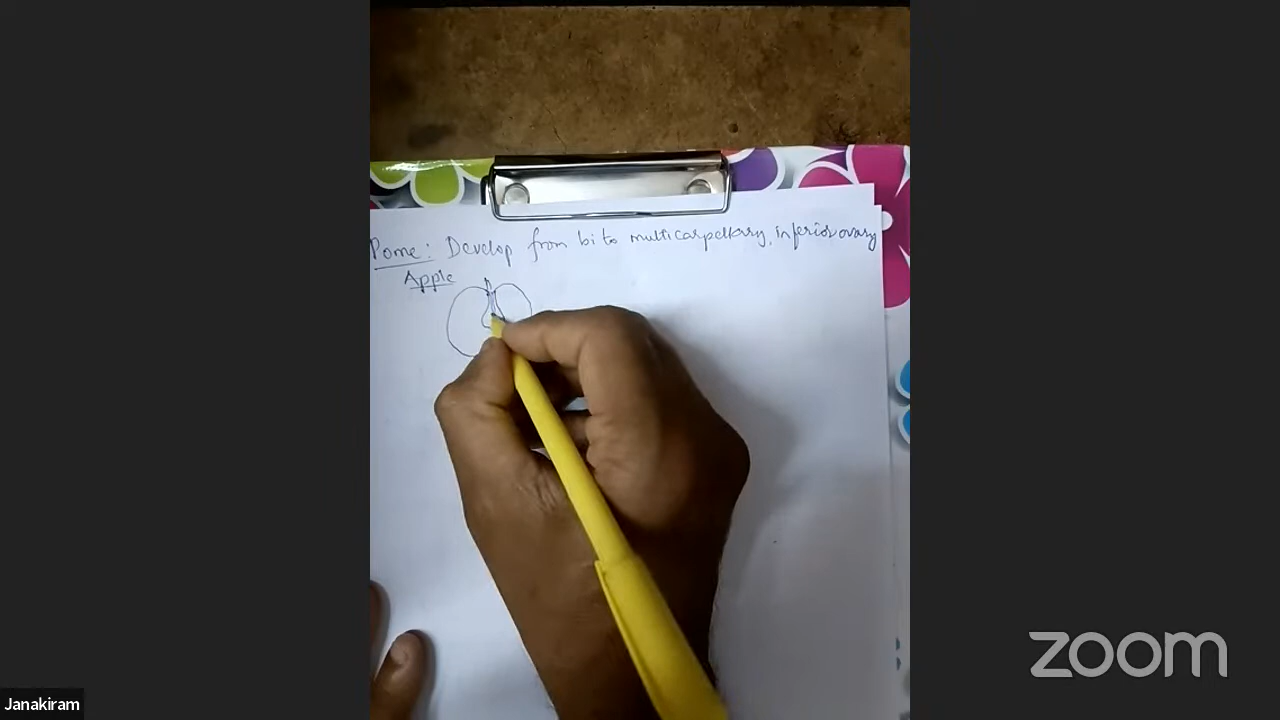 Pome: Develop from bi to multicarpellary, inferior ovary
Apple
zoom
Janakiram